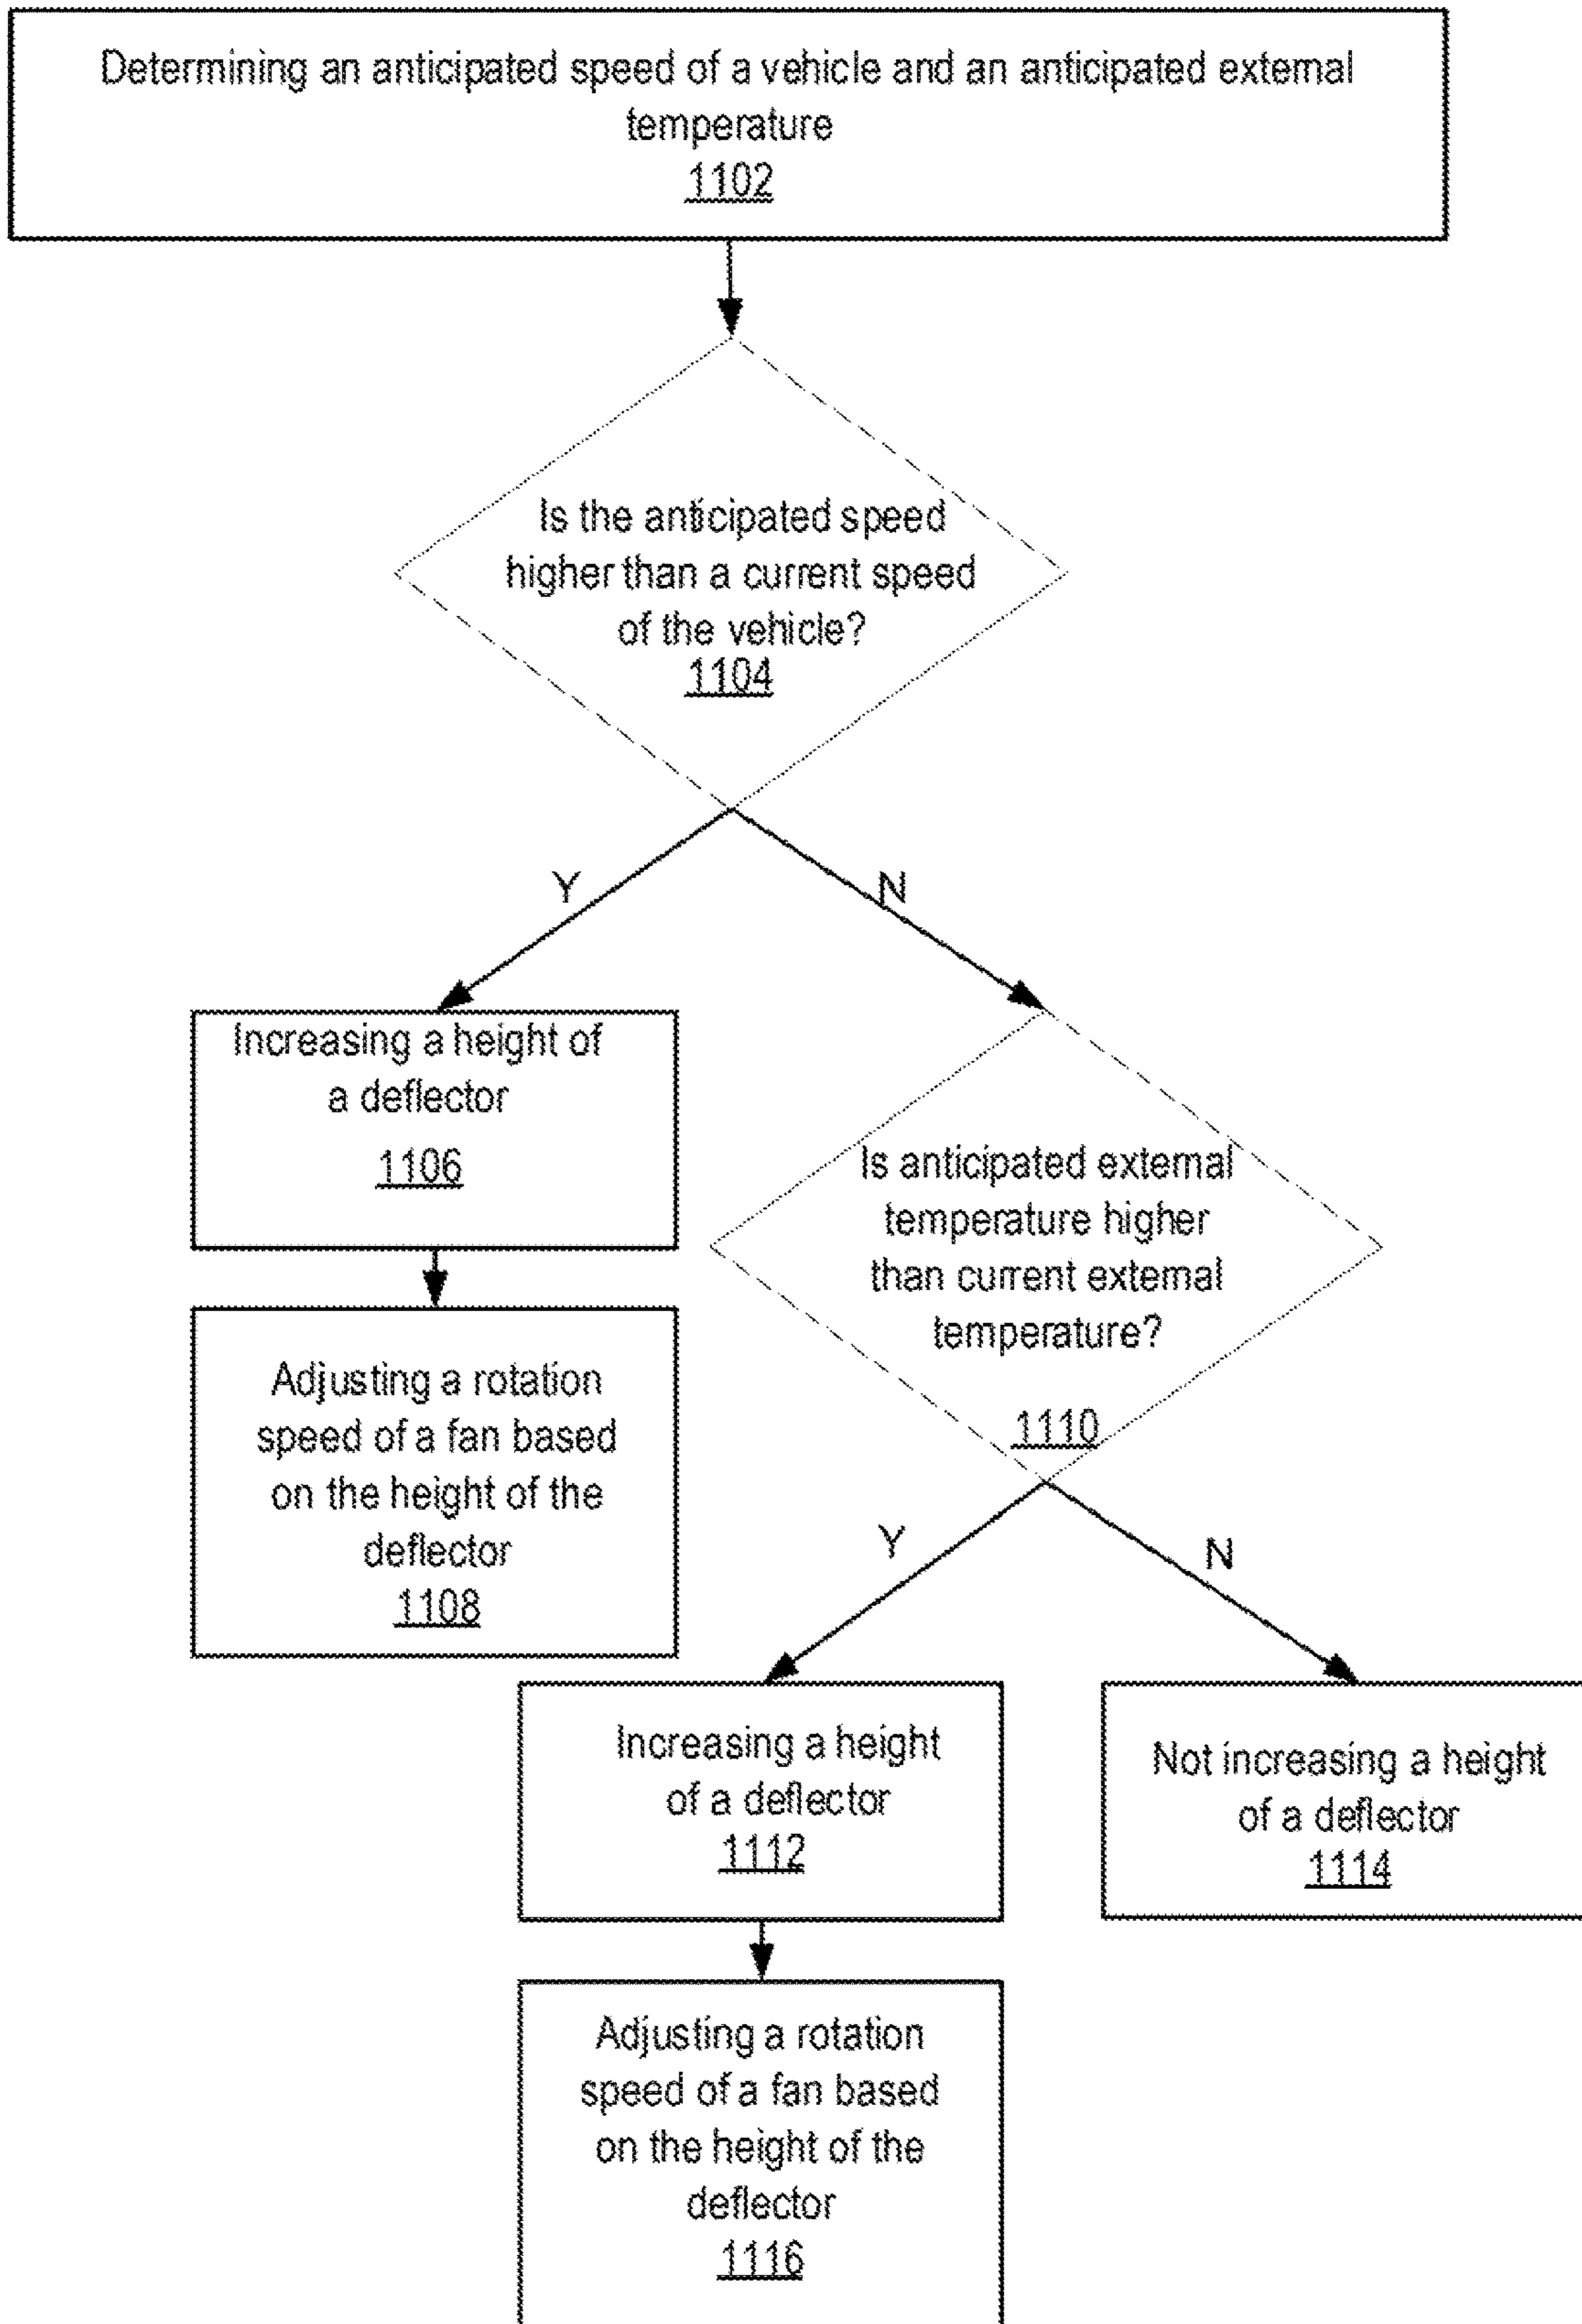 Determining an anticipated speed of a vehicle and an anticipated external
temperature
1102
Is the anticipated speed
higher than a current speed
of the vehicle?
1104
Y
N
Increasing a height of
a deflector
1106
Adjusting a rotation
speed of a fan based
on the height of the
deflector
1108
Is anticipated external
temperature higher
than current external
temperature?
1110
Y
N
Increasing a height
of a deflector
1112
Not increasing a height
of a deflector
1114
Adjusting a rotation
speed of a fan based
on the height of the
deflector
1116